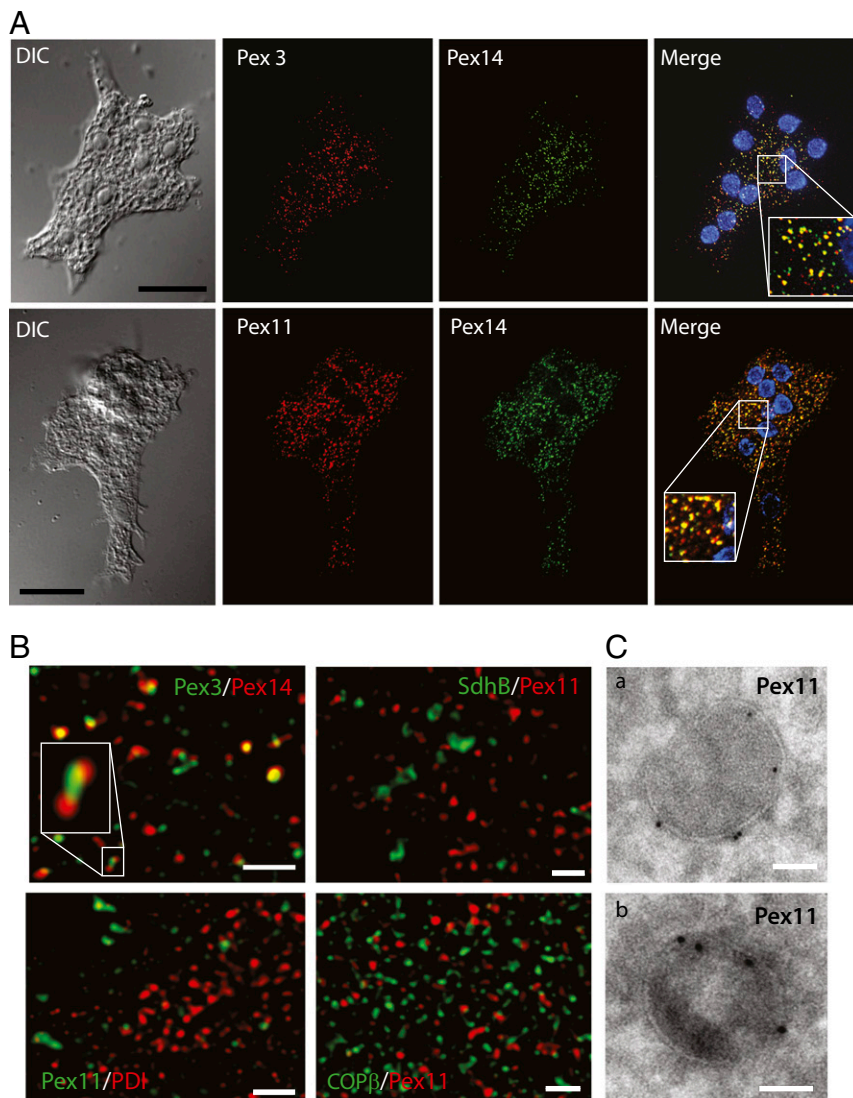 A
DIC
Pex 3
Pex14
Merge
DIC
Pex11
Pex14
Merge
B
Pex3/Pex14
SdhB/Pex11
Pex11/PDI
COPβ/Pex11
C
a
Pex11
b
Pex11